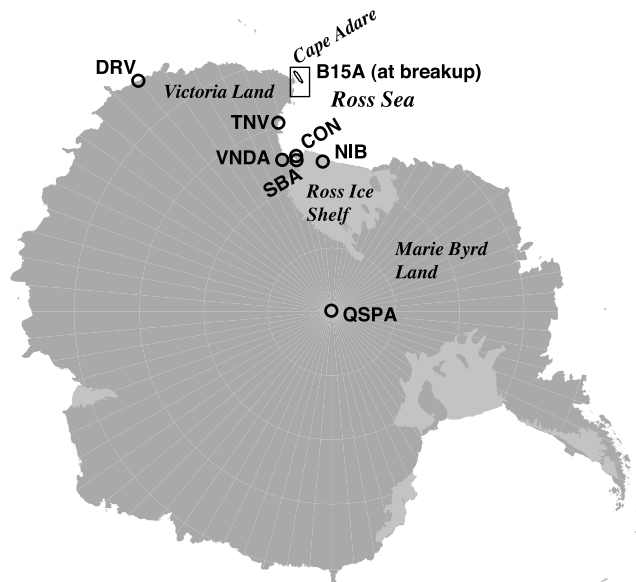 Cape Adare
DRV
B15A (at breakup)
Victoria Land
Ross Sea
TNV
CON
VNDA
NIB
SBA
Ross Ice
Shelf
Marie Byrd
Land
QSPA